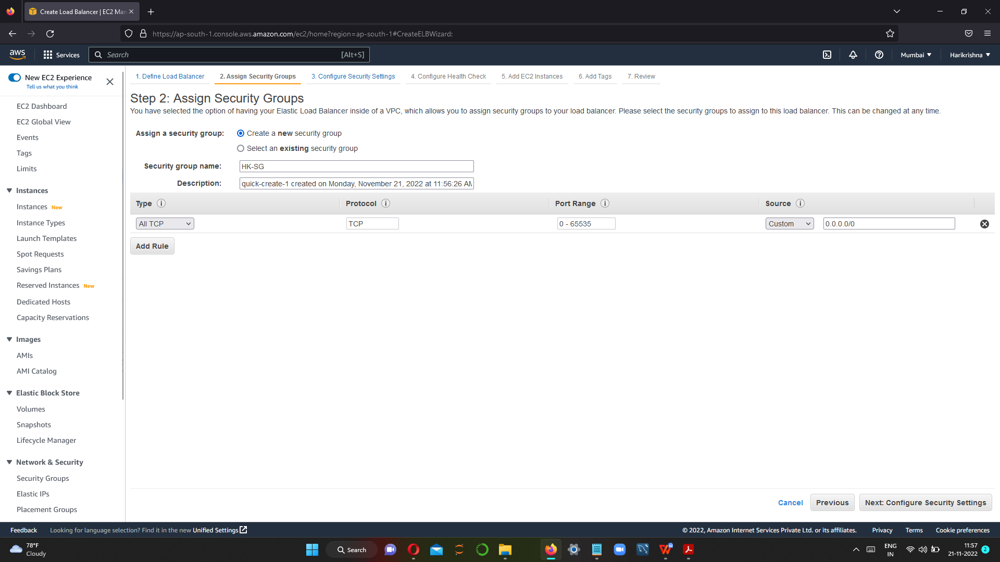 Create Load Balancer | EC2 Man
https://ap-south-1.console.aws.amazon.com/ec2/home?region=ap-south-1#CreateELBWizard:
aws
Services
Search
[Alt+S]
Mumbai
Harikrishna
New EC2 Experience
Tell us what you think
EC2 Dashboard
EC2 Global View
Events
Tags
Limits
Instances
Instances New
Instance Types
Launch Templates
Spot Requests
Savings Plans
Reserved Instances New
Dedicated Hosts
Capacity Reservations
Images
AMIs
AMI Catalog
Elastic Block Store
Volumes
Snapshots
Lifecycle Manager
Network & Security
Security Groups
Elastic IPs
Placement Groups
1. Define Load Balancer
2. Assign Security Groups
3. Configure Security Settings
4. Configure Health Check
5. Add EC2 Instances
6. Add Tags
7. Review
Step 2: Assign Security Groups
You have selected the option of having your Elastic Load Balancer inside of a VPC, which allows you to assign security groups to your load balancer. Please select the security groups to assign to this load balancer. This can be changed at any time.
Assign a security group:
Create a new security group
Select an existing security group
Security group name:
HK-SG
Description:
quick-create-1 created on Monday, November 21, 2022 at 11:56:26 AM
Type
Protocol
Port Range
Source
All TCP
TCP
0 - 65535
Custom
0.0.0.0/0
Add Rule
Cancel
Previous
Next: Configure Security Settings
Feedback
Looking for language selection? Find it in the new Unified Settings
© 2022, Amazon Internet Services Private Ltd. or its affiliates.
Privacy
Terms
Cookie preferences
78°F
Cloudy
Search
ENG
IN
11:57
21-11-2022
2